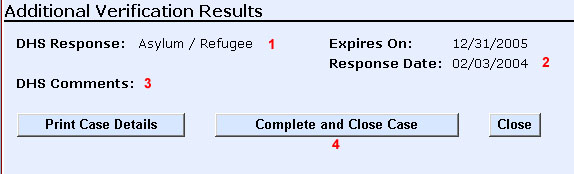 Additional Verification Results
DHS Response: Asylum / Refugee 1 Expires On: 12/31/2005
Response Date: 02/03/2004 2
DHS Comments: 3
Print Case Details Complete and Close Case Close
4